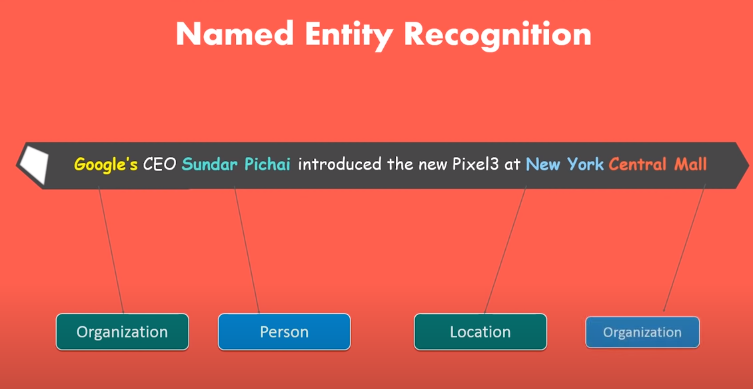 Named Entity Recognition
Google's CEO Sundar Pichai introduced the new Pixel3 at New York Central Mall
Organization
Person
Location
Organization